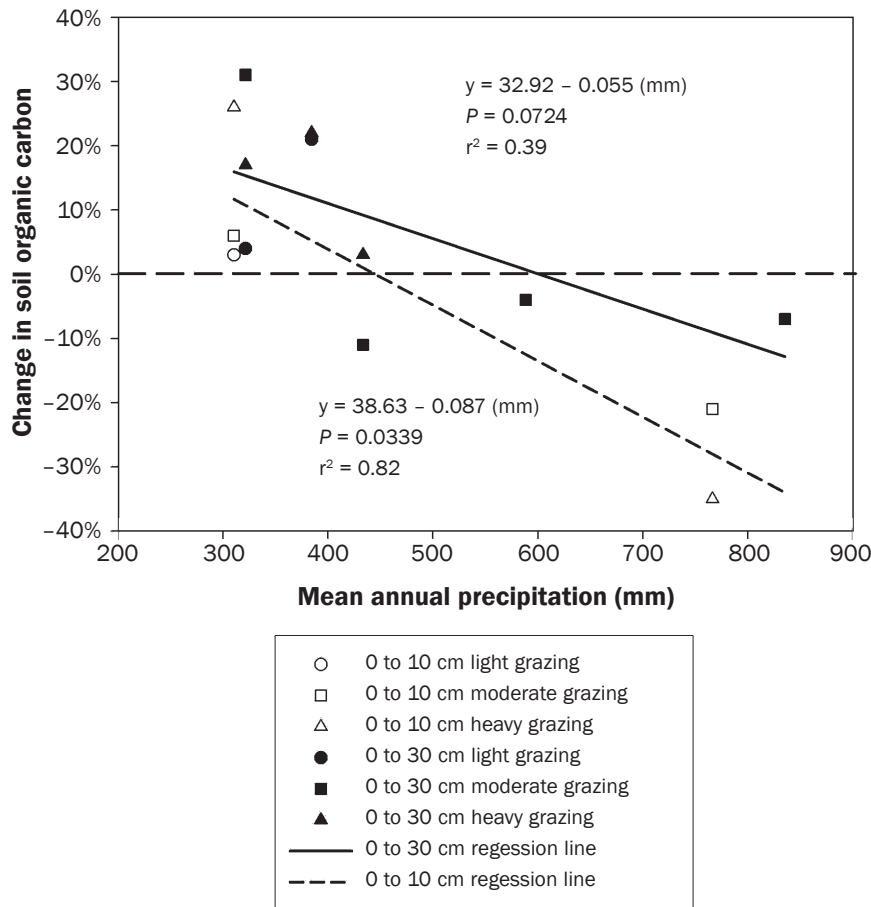 Change in soil organic carbon
40%
30%
20%
10%
0%
–10%
–20%
–30%
–40%
y = 32.92 – 0.055 (mm)
P = 0.0724
r² = 0.39
y = 38.63 – 0.087 (mm)
P = 0.0339
r² = 0.82
200 300 400 500 600 700 800 900
Mean annual precipitation (mm)
0 to 10 cm light grazing
0 to 10 cm moderate grazing
0 to 10 cm heavy grazing
0 to 30 cm light grazing
0 to 30 cm moderate grazing
0 to 30 cm heavy grazing
0 to 30 cm regession line
0 to 10 cm regession line